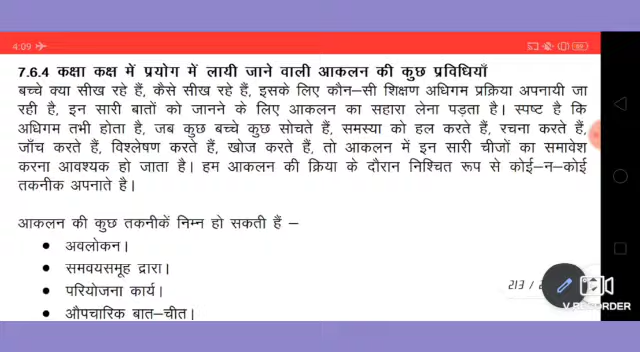 4:09
7.6.4 कक्षा कक्ष में प्रयोग में लायी जाने वाली आकलन की कुछ प्रविधियाँ
बच्चे क्या सीख रहे हैं, कैसे सीख रहे हैं, इसके लिए कौन–सी शिक्षण अधिगम प्रक्रिया अपनायी जा
रही है, इन सारी बातों को जानने के लिए आकलन का सहारा लेना पड़ता है। स्पष्ट है कि
अधिगम तभी होता है, जब कुछ बच्चे कुछ सोचते हैं, समस्या को हल करते हैं, रचना करते हैं,
जाँच करते हैं, विश्लेषण करते हैं, खोज करते हैं, तो आकलन में इन सारी चीजों का समावेश
करना आवश्यक हो जाता है। हम आकलन की क्रिया के दौरान निश्चित रूप से कोई–न–कोई
तकनीक अपनाते है।
आकलन की कुछ तकनीकें निम्न हो सकती हैं –
• अवलोकन।
• समवयसमूह द्वारा।
• परियोजना कार्य।
• औपचारिक बात–चीत।
213 /
V RECORDER